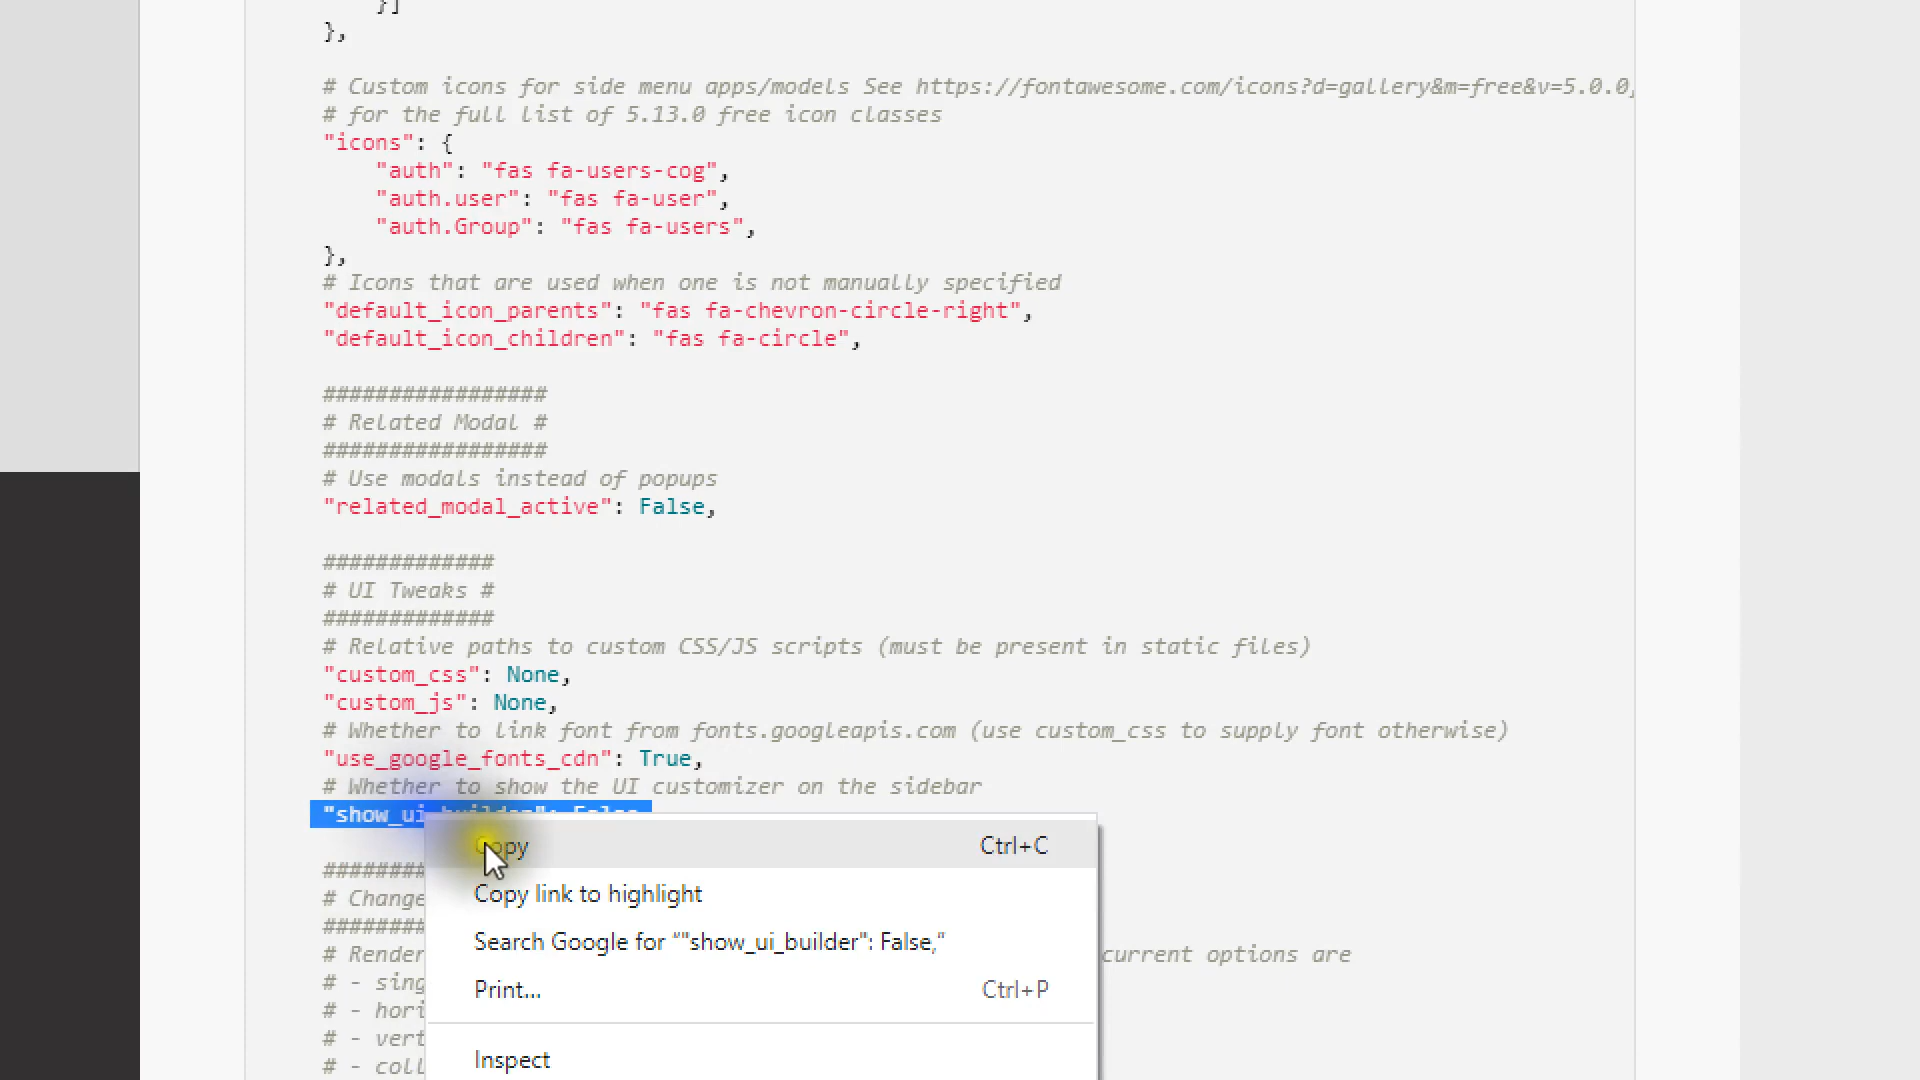 }]
},
# Custom icons for side menu apps/models See https://fontawesome.com/icons?d=gallery&m=free&v=5.0.0,
# for the full list of 5.13.0 free icon classes
"icons": {
"auth": "fas fa-users-cog",
"auth.user": "fas fa-user",
"auth.Group": "fas fa-users",
},
# Icons that are used when one is not manually specified
"default_icon_parents": "fas fa-chevron-circle-right",
"default_icon_children": "fas fa-circle",
#################
# Related Modal #
#################
# Use modals instead of popups
"related_modal_active": False,
#############
# UI Tweaks #
#############
# Relative paths to custom CSS/JS scripts (must be present in static files)
"custom_css": None,
"custom_js": None,
# Whether to link font from fonts.googleapis.com (use custom_css to supply font otherwise)
"use_google_fonts_cdn": True,
# Whether to show the UI customizer on the sidebar
"show_ui_builder": False,
Copy Ctrl+C
Copy link to highlight
Search Google for “"show_ui_builder": False,“
Print... Ctrl+P
Inspect
########
# Change
########
# Render current options are
# - sing
# - hori
# - vert
# - coll